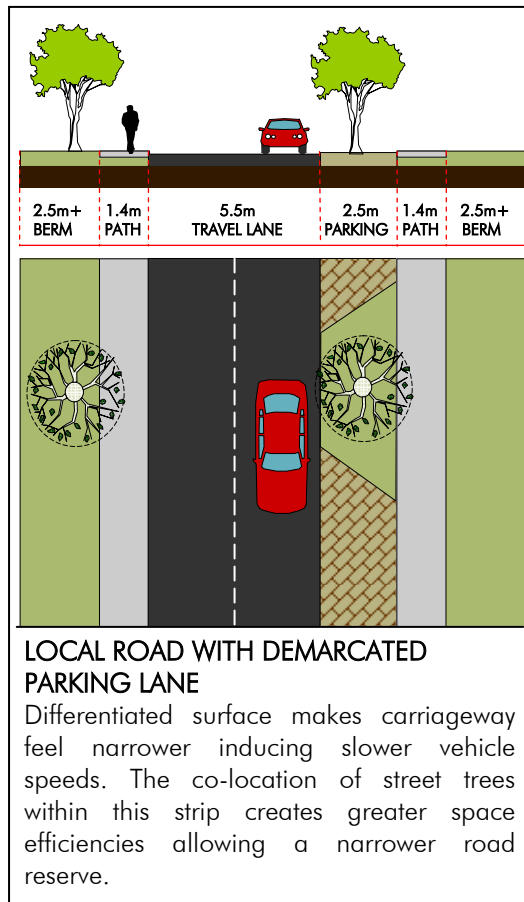 2.5m+ 1.4m 5.5m 2.5m 1.4m 2.5m+
BERM PATH TRAVEL LANE PARKING PATH BERM
LOCAL ROAD WITH DEMARCATED
PARKING LANE
Differentiated surface makes carriageway
feel narrower inducing slower vehicle
speeds. The co-location of street trees
within this strip creates greater space
efficiencies allowing a narrower road
reserve.